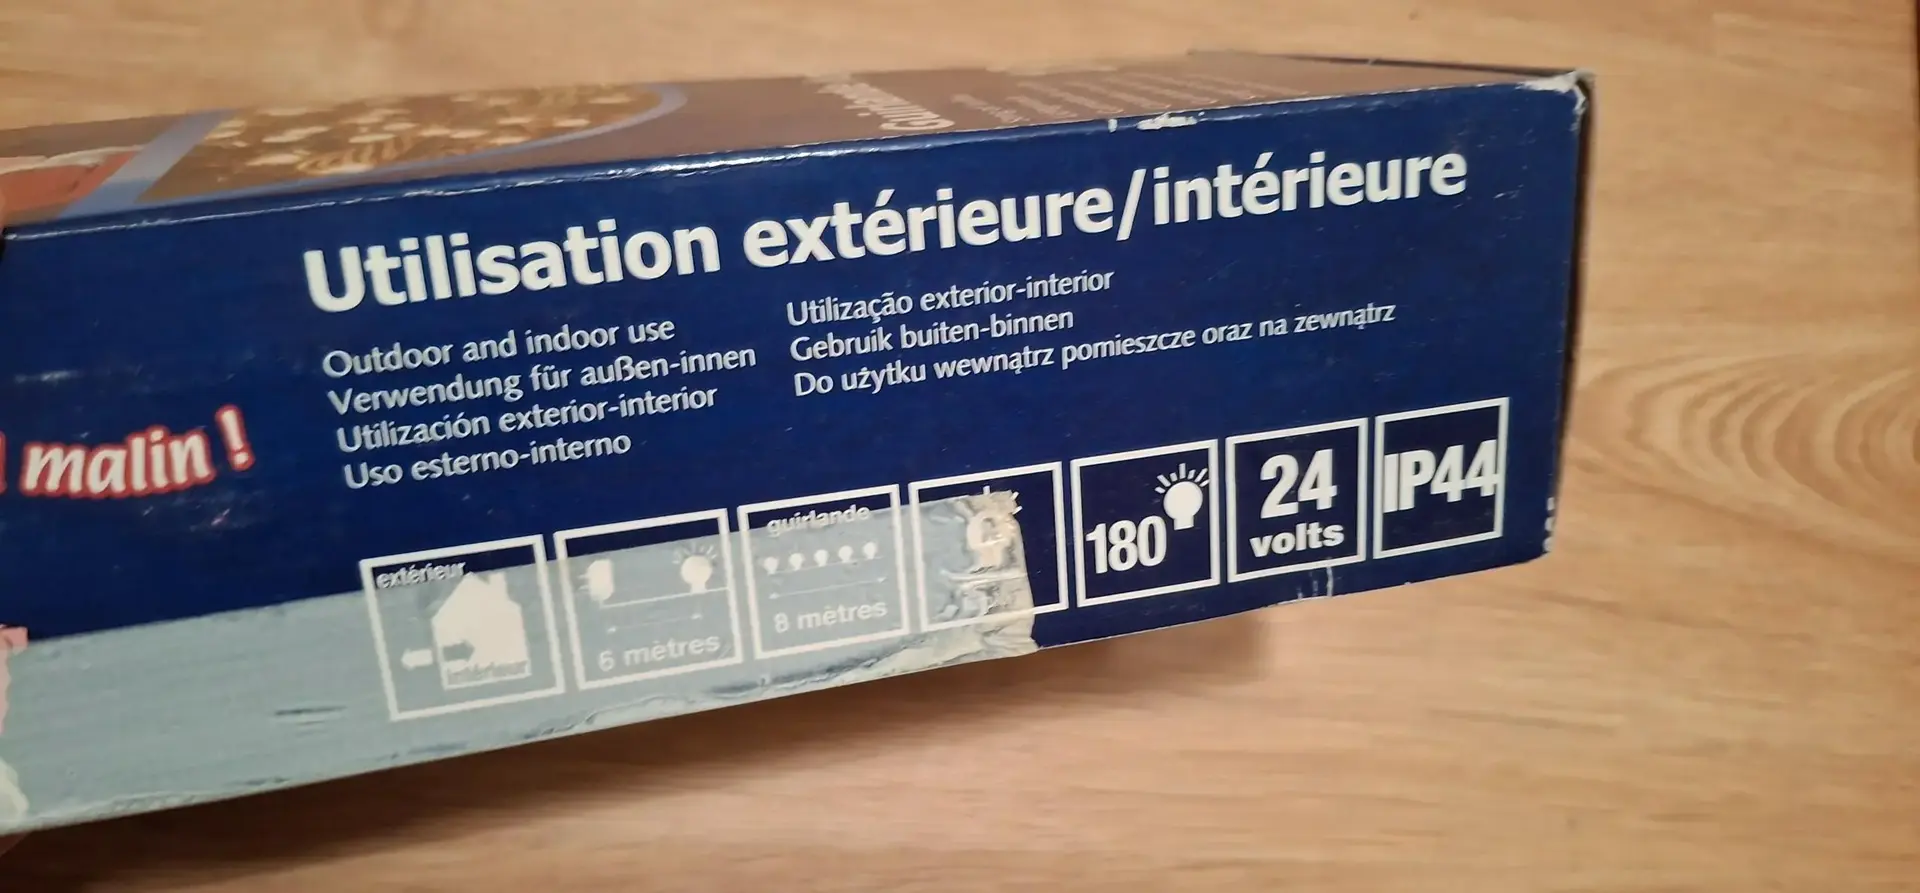 Utilisation extérieure/intérieure
Outdoor and indoor use
Verwendung für außen-innen
Utilización exterior-interior
Uso esterno-interno
Utilização exterior-interior
Gebruik buiten-binnen
Do użytku wewnątrz pomieszcze oraz na zewnątrz
malin !
extérieur
intérieur
6 mètres
guirlande
8 mètres
180
24
volts
IP44